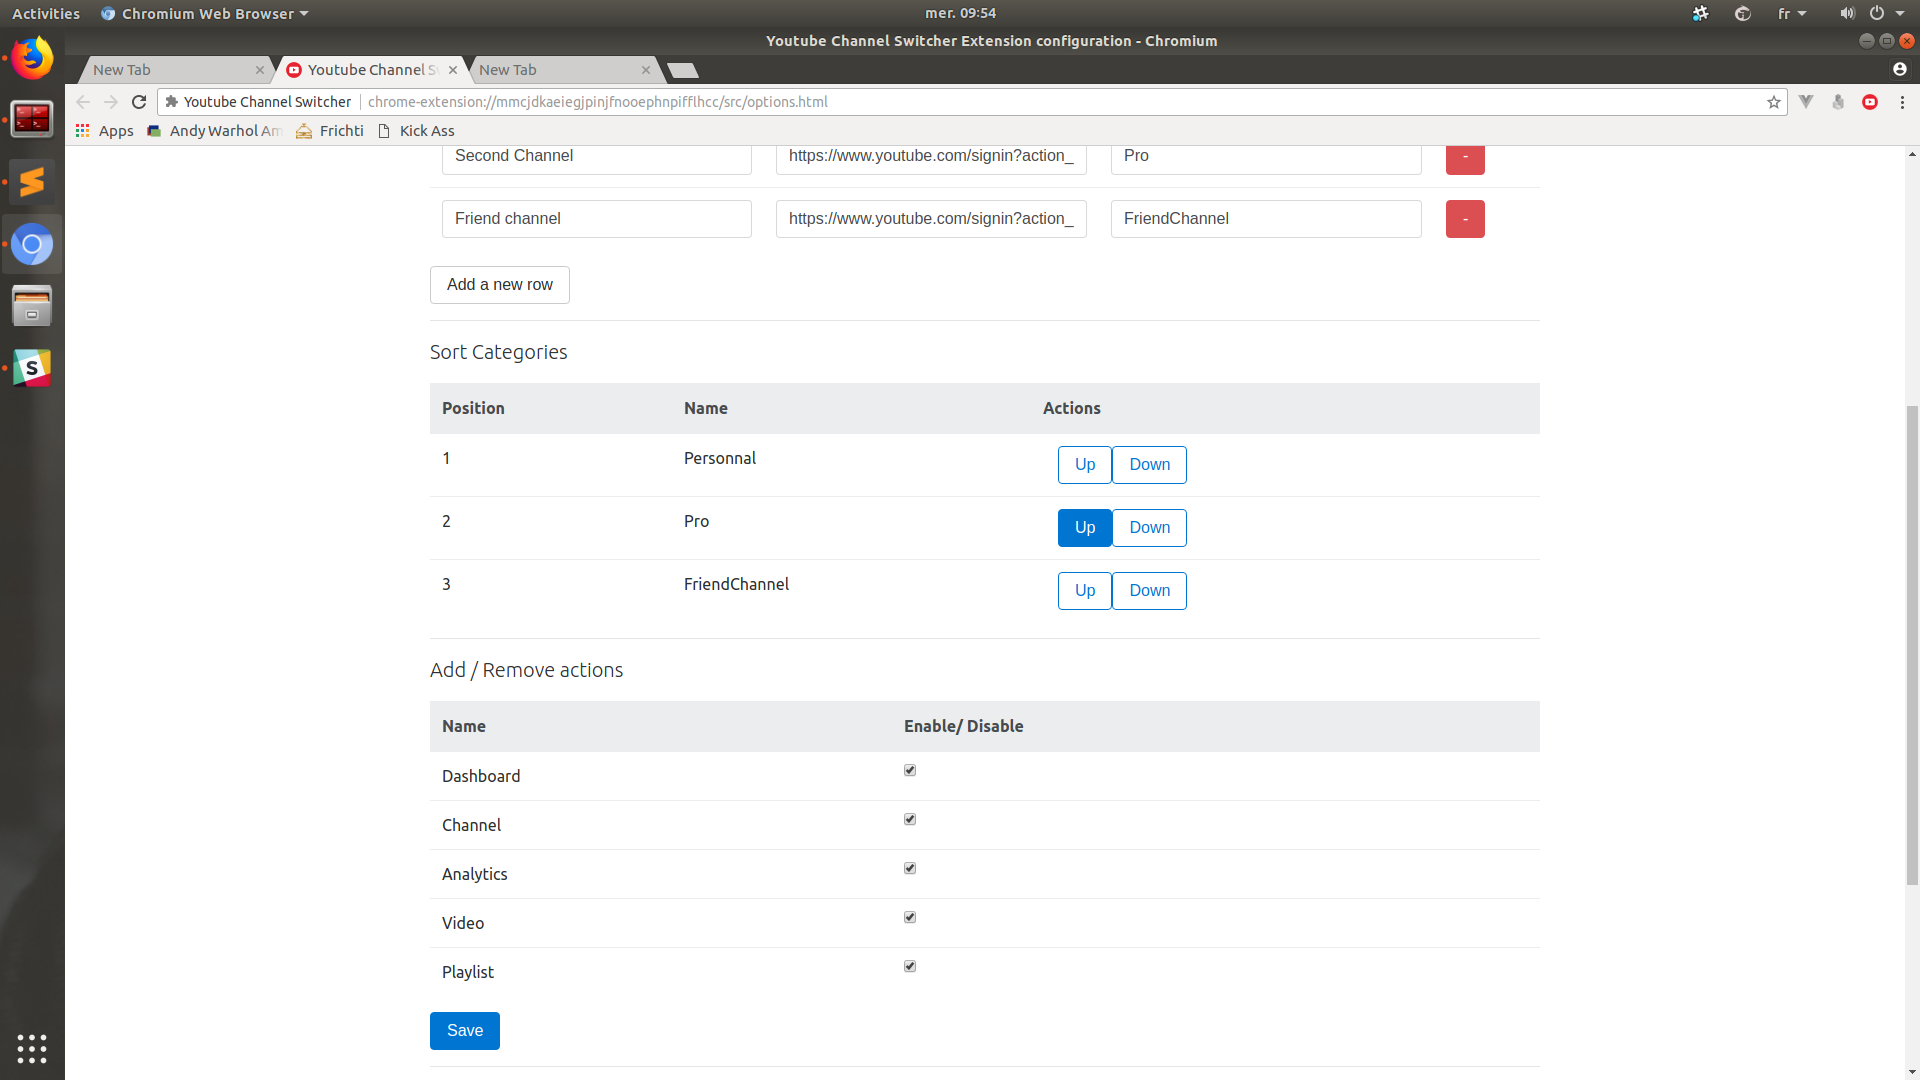 Activities Chromium Web Browser mer. 09:54 fr
Youtube Channel Switcher Extension configuration - Chromium
New Tab Youtube Channel Sw New Tab
Youtube Channel Switcher chrome-extension://mmcjdkaeiegjpinjfnooephnpifflhcc/src/options.html
Apps Andy Warhol Am Frichti Kick Ass
Second Channel https://www.youtube.com/signin?action_ Pro -
Friend channel https://www.youtube.com/signin?action_ FriendChannel -
Add a new row
Sort Categories
Position Name Actions
1 Personnal Up Down
2 Pro Up Down
3 FriendChannel Up Down
Add / Remove actions
Name Enable/ Disable
Dashboard
Channel
Analytics
Video
Playlist
Save